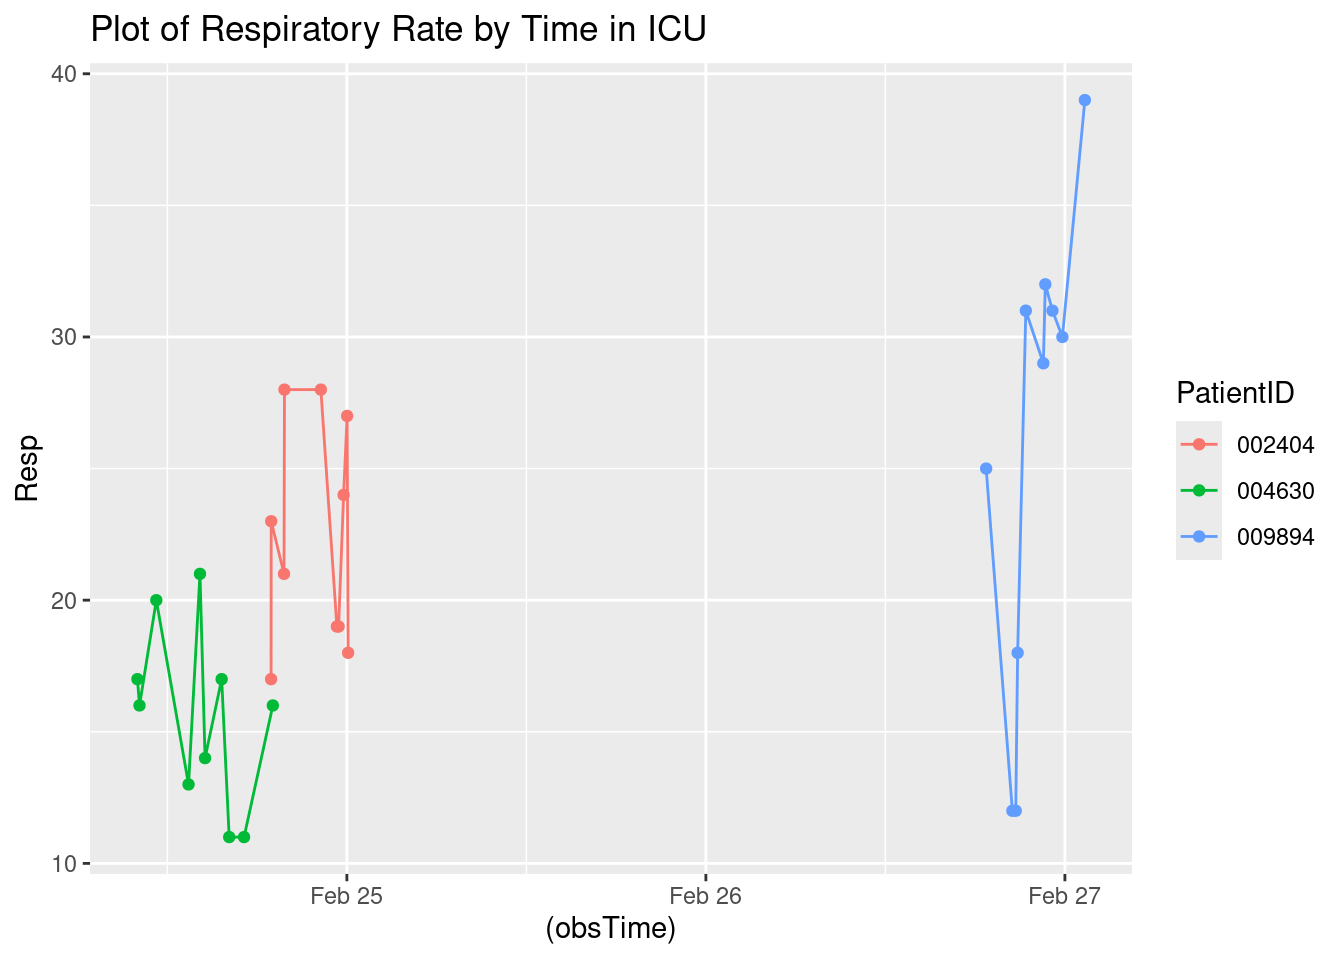 Plot of Respiratory Rate by Time in ICU
40
30
20
10
Resp
Feb 25
Feb 26
Feb 27
(obsTime)
PatientID
002404
004630
009894